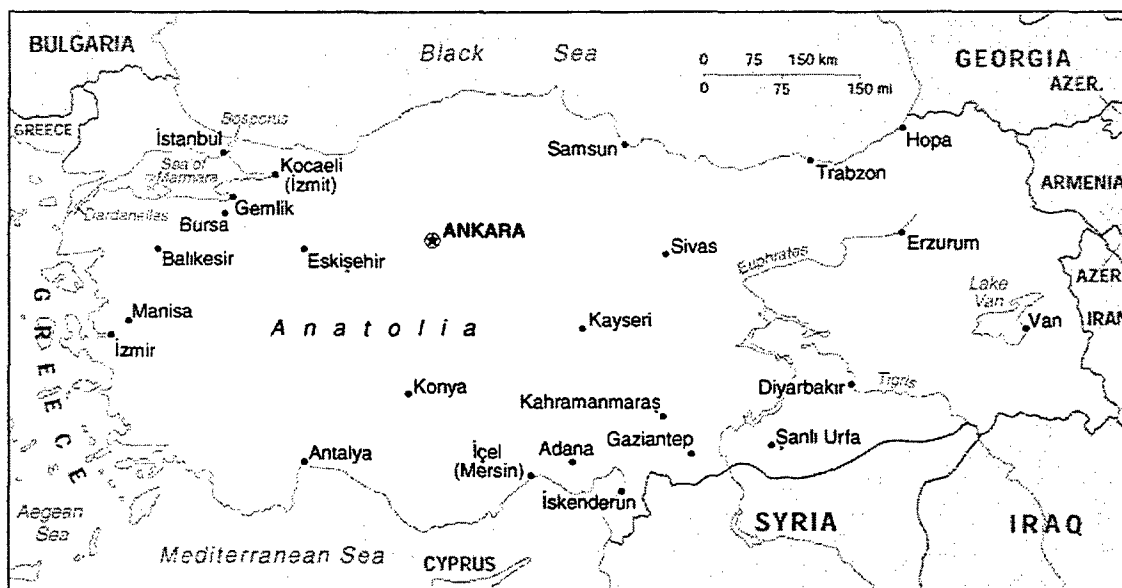 BULGARIA
Black Sea
0 75 150 km
0 75 150 mi
GEORGIA
AZER.
GREECE
Bosporus
İstanbul
Sea of
Marmara
Kocaeli
(İzmit)
Samsun
Hopa
Trabzon
ARMENIA
Dardanelles
Gemlik
Bursa
ANKARA
Balıkesir
Eskişehir
Sivas
Euphrates
Erzurum
AZER.
Lake
Van
GREECE
Manisa
İzmir
Anatolia
Kayseri
Van
IRAN
Konya
Kahramanmaraş
Diyarbakır
Tigris
Antalya
İçel
(Mersin)
Adana
Gaziantep
Şanlı Urfa
İskenderun
Aegean
Sea
Mediterranean Sea
CYPRUS
SYRIA
IRAQ